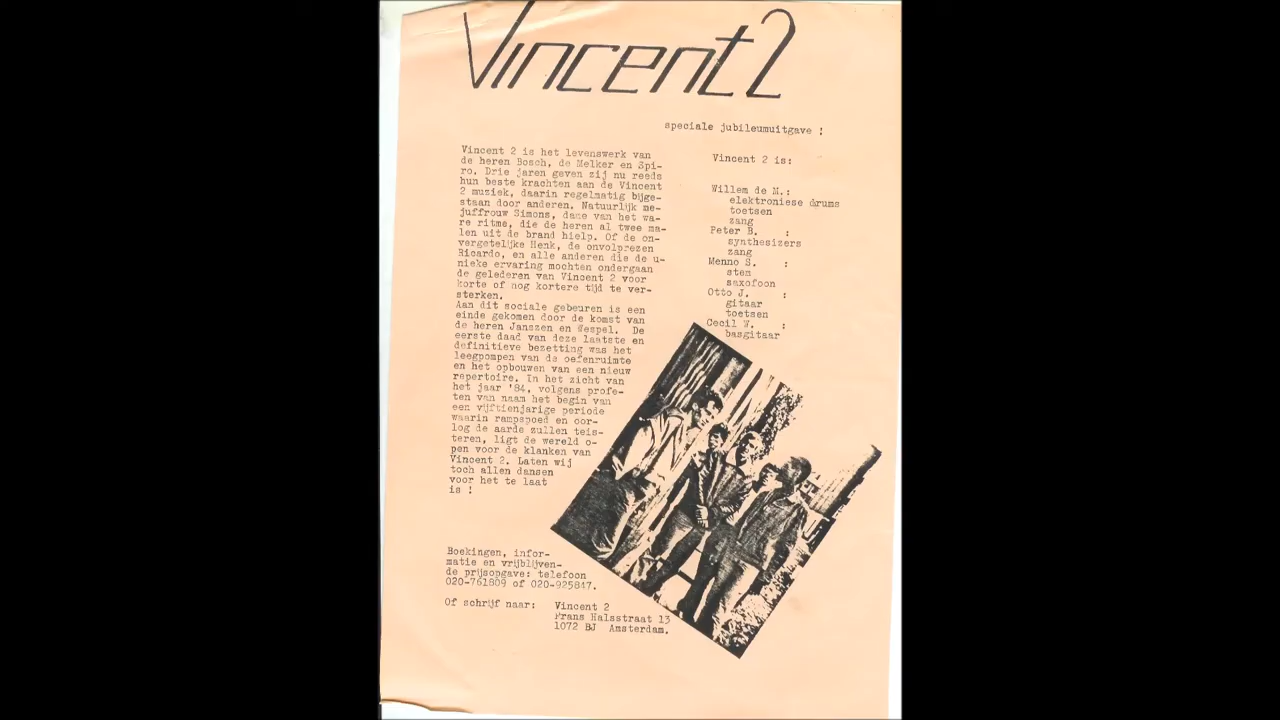 Vincent 2
speciale jubileumuitgave !
Vincent 2 is het levenswerk van
de heren Bosch, de Melker en Spi-
ro. Drie jaren geven zij nu reeds
hun beste krachten aan de Vincent
2 muziek, daarin regelmatig bijge-
staan door anderen. Natuurlijk me-
juffrouw Simons, dame van het wa-
re ritme, die de heren al twee ma-
len uit de brand hielp. Of de on-
vergetelijke Henk, de onvolprezen
Ricardo, en alle anderen die de u-
nieke ervaring mochten ondergaan
de gelederen van Vincent 2 voor
korte of nog kortere tijd te ver-
sterken.
Aan dit sociale gebeuren is een
einde gekomen door de komst van
de heren Janszen en Wespel. De
eerste daad van deze laatste en
definitieve bezetting was het
leegpompen van de oefenruimte
en het opbouwen van een nieuw
repertoire. In het zicht van
het jaar '84, volgens profe-
ten van naam het begin van
een vijftienjarige periode
waarin rampspoed en oor-
log de aarde zullen teis-
teren, ligt de wereld o-
pen voor de klanken van
Vincent 2. Laten wij
toch allen dansen
voor het te laat
is !
Vincent 2 is:
Willem de M.:
elektroniese drums
toetsen
zang
Peter B. :
synthesizers
zang
Menno S. :
stem
saxofoon
Otto J. :
gitaar
toetsen
Cecil W. :
basgitaar
Boekingen, infor-
matie en vrijblijven-
de prijsopgave: telefoon
020-761809 of 020-925847.
Of schrijf naar: Vincent 2
Frans Halsstraat 13
1072 BJ Amsterdam.